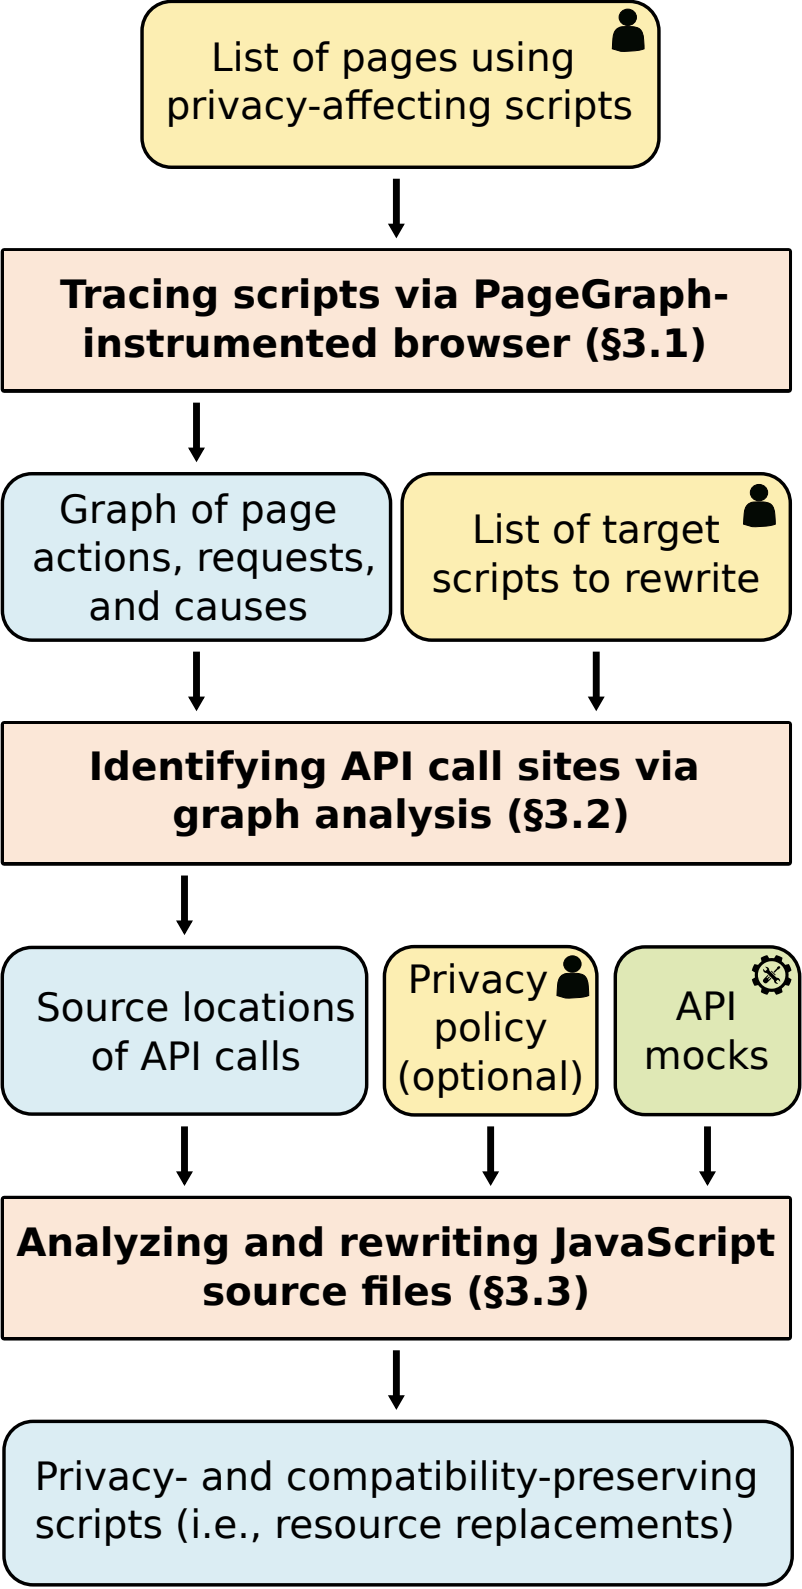 List of pages using
privacy-affecting scripts
Tracing scripts via PageGraph-
instrumented browser (§3.1)
Graph of page
actions, requests,
and causes
List of target
scripts to rewrite
Identifying API call sites via
graph analysis (§3.2)
Source locations
of API calls
Privacy
policy
(optional)
API
mocks
Analyzing and rewriting JavaScript
source files (§3.3)
Privacy- and compatibility-preserving
scripts (i.e., resource replacements)